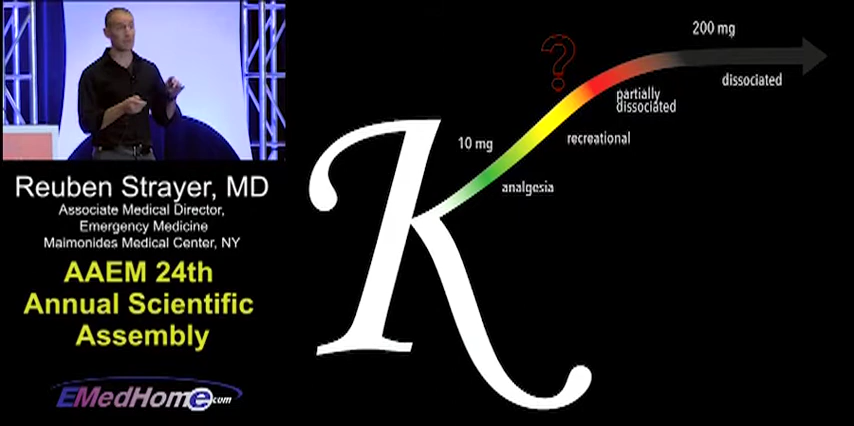 Reuben Strayer, MD
Associate Medical Director,
Emergency Medicine
Maimonides Medical Center, NY
AAEM 24th
Annual Scientific
Assembly
EMedHome.com
K
10 mg
analgesia
recreational
?
partially
dissociated
200 mg
dissociated